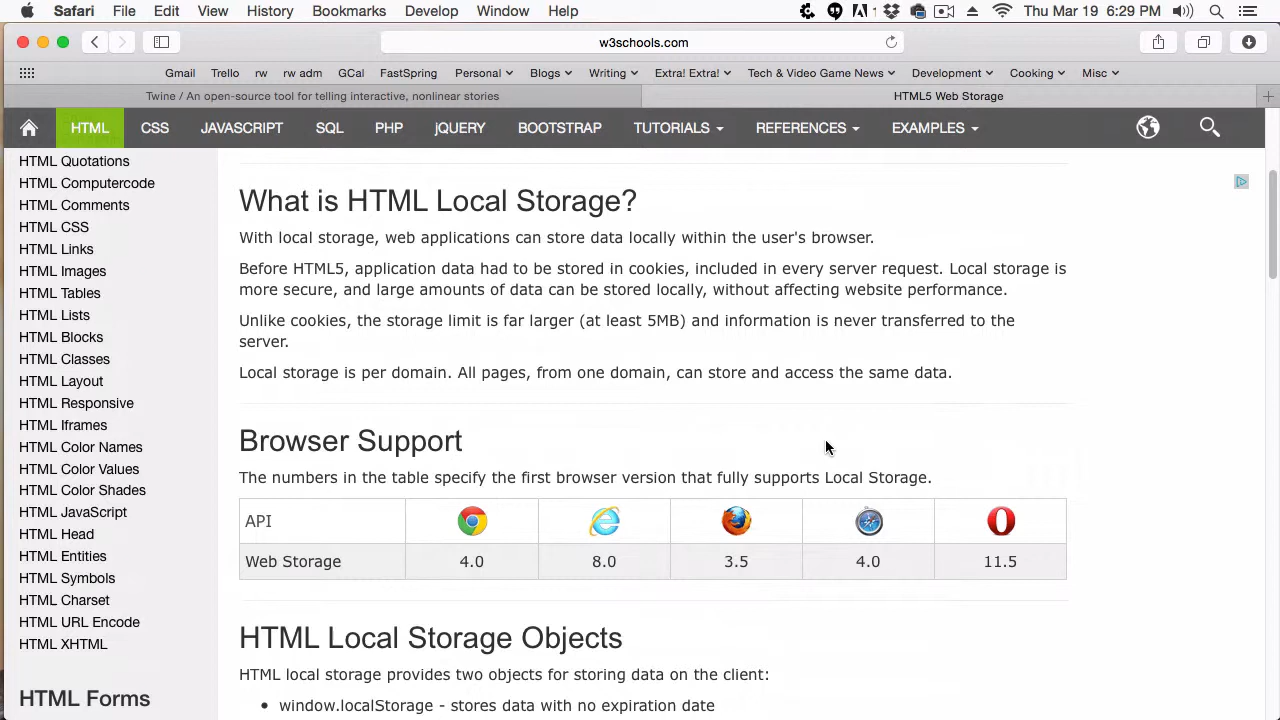 Safari File Edit View History Bookmarks Develop Window Help 1 Thu Mar 19 6:29 PM
w3schools.com
Gmail Trello rw rw adm GCal FastSpring Personal Blogs Writing Extra! Extra! Tech & Video Game News Development Cooking Misc
Twine / An open-source tool for telling interactive, nonlinear stories HTML5 Web Storage
HTML CSS JAVASCRIPT SQL PHP jQUERY BOOTSTRAP TUTORIALS REFERENCES EXAMPLES
HTML Quotations
HTML Computercode
HTML Comments
HTML CSS
HTML Links
HTML Images
HTML Tables
HTML Lists
HTML Blocks
HTML Classes
HTML Layout
HTML Responsive
HTML Iframes
HTML Color Names
HTML Color Values
HTML Color Shades
HTML JavaScript
HTML Head
HTML Entities
HTML Symbols
HTML Charset
HTML URL Encode
HTML XHTML
HTML Forms
What is HTML Local Storage?
With local storage, web applications can store data locally within the user's browser.
Before HTML5, application data had to be stored in cookies, included in every server request. Local storage is
more secure, and large amounts of data can be stored locally, without affecting website performance.
Unlike cookies, the storage limit is far larger (at least 5MB) and information is never transferred to the
server.
Local storage is per domain. All pages, from one domain, can store and access the same data.
Browser Support
The numbers in the table specify the first browser version that fully supports Local Storage.
API
Web Storage 4.0 8.0 3.5 4.0 11.5
HTML Local Storage Objects
HTML local storage provides two objects for storing data on the client:
• window.localStorage - stores data with no expiration date